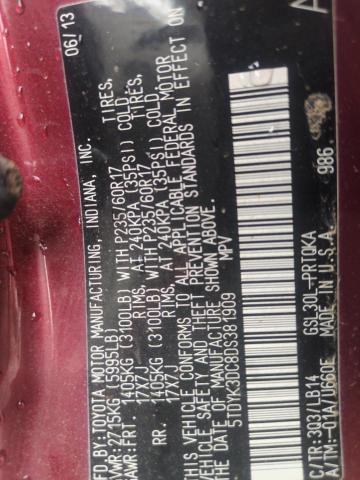 MFD.BY:TOYOTA MOTOR MANUFACTURING, INDIANA, INC. 06/13
GVWR: 2715KG (5995LB)
GAWR:FRT. 1405KG (3100LB) WITH P235/60R17 TIRES,
17X7J RIMS, AT 240KPA (35PSI) COLD.
RR. 1405KG (3100LB) WITH P235/60R17 TIRES,
17X7J RIMS, AT 240KPA (35PSI) COLD.
THIS VEHICLE CONFORMS TO ALL APPLICABLE FEDERAL MOTOR
VEHICLE SAFETY AND THEFT PREVENTION STANDARDS IN EFFECT ON
THE DATE OF MANUFACTURE SHOWN ABOVE.
5TDYK3DC8DS381909 MPV
C/TR:3Q3/LB14 GSL30L-PRTQKA 986
A/TM:-01A/U660E MADE IN U.S.A.